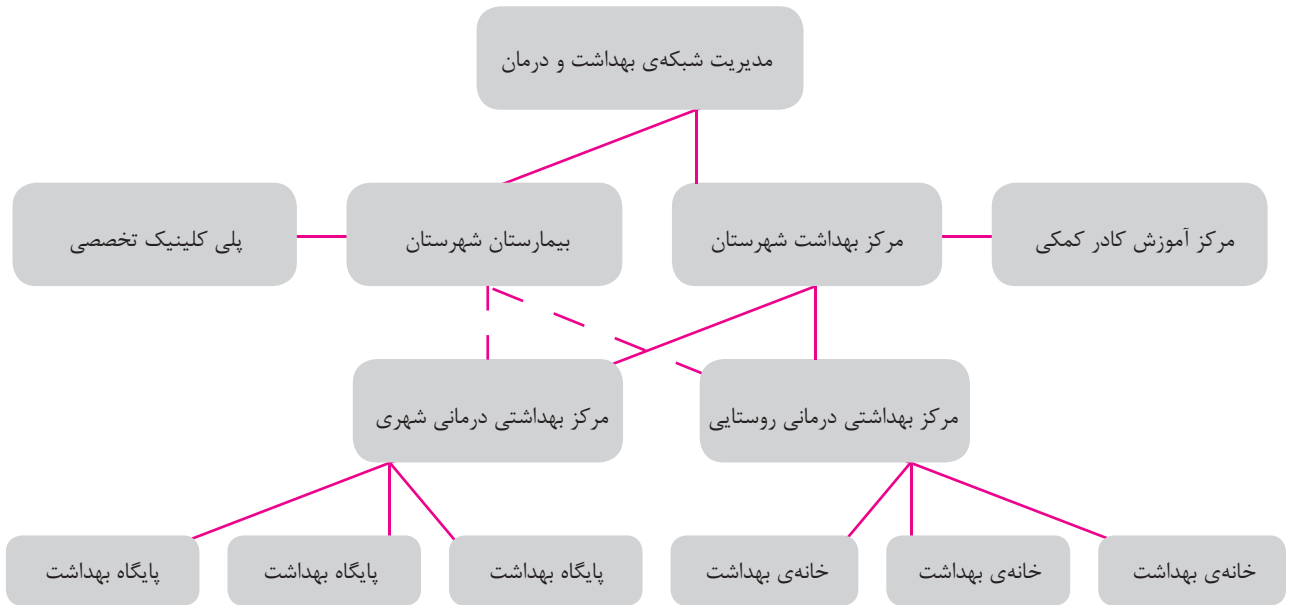 مدیریت شبکه‌ی بهداشت و درمان
مرکز آموزش کادر کمکی
مرکز بهداشت شهرستان
بیمارستان شهرستان
پلی کلینیک تخصصی
مرکز بهداشتی درمانی روستایی
مرکز بهداشتی درمانی شهری
خانه‌ی بهداشت
خانه‌ی بهداشت
خانه‌ی بهداشت
پایگاه بهداشت
پایگاه بهداشت
پایگاه بهداشت